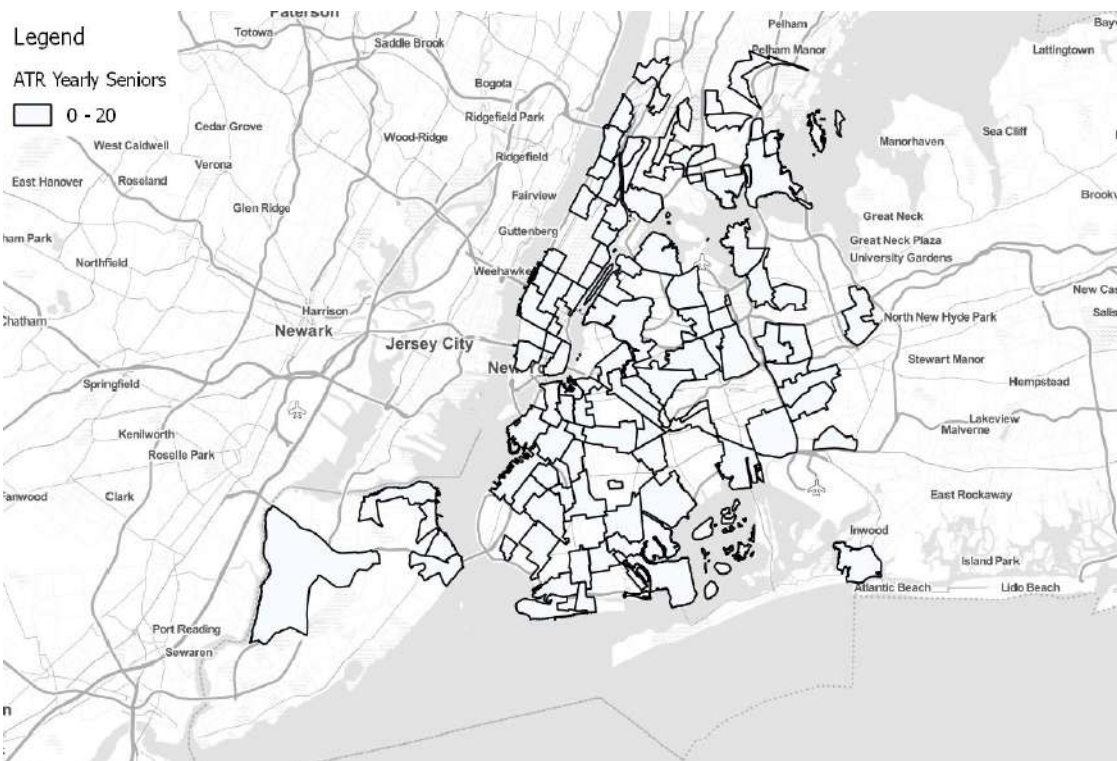 Legend
ATR Yearly Seniors
0 - 20
Paterson
Totowa
Saddle Brook
Pelham
Pelham Manor
Lattingtown
Bogota
Ridgefield Park
Cedar Grove
Wood-Ridge
Sea Cliff
Manorhaven
West Caldwell
Verona
Ridgefield
East Hanover
Roseland
Glen Ridge
Fairview
Great Neck
Guttenberg
Great Neck Plaza
University Gardens
Northfield
Weehawke
Harrison
Newark
North New Hyde Park
Chatham
Jersey City
Stewart Manor
Springfield
Hempstead
Lakeview
Malverne
Kenilworth
Roselle Park
Fanwood
Clark
East Rockaway
Inwood
Island Park
Atlantic Beach
Lido Beach
Port Reading
Sewaren